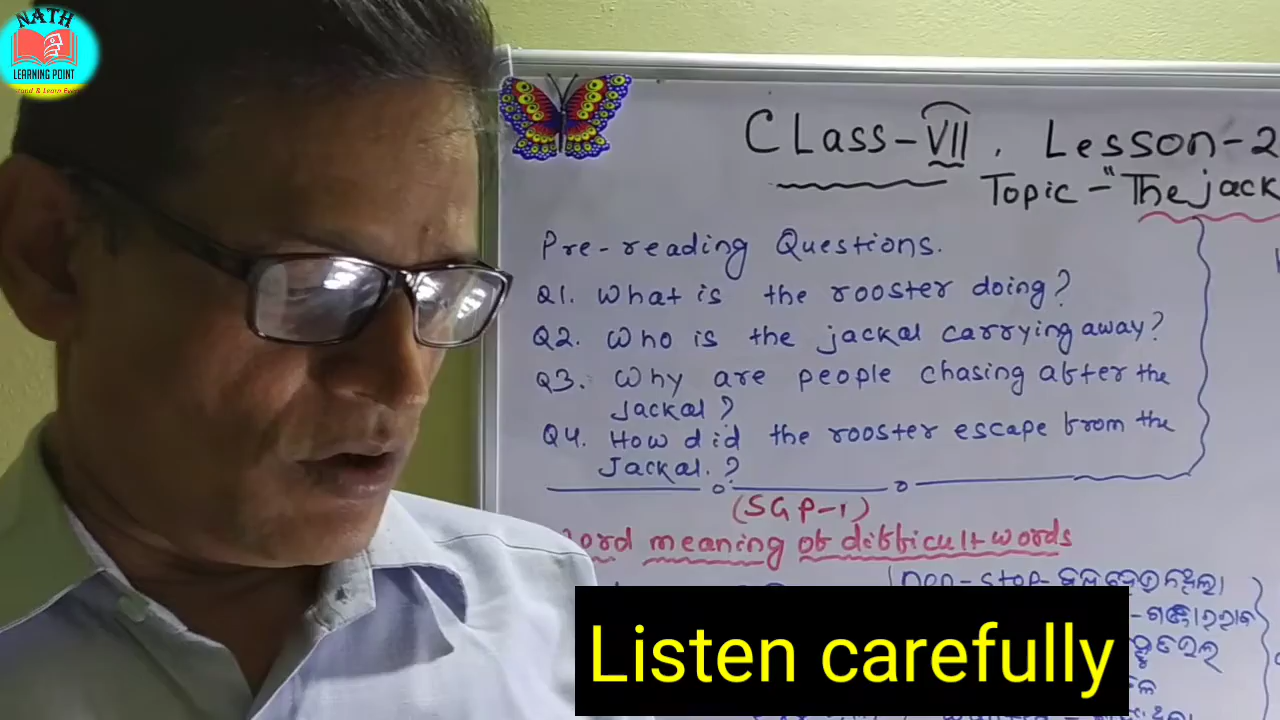 NATH
LEARNING POINT
CLass-VII. Lesson-2
Topic-"The jack
Pre-reading Questions.
Q1. What is the rooster doing?
Q2. Who is the jackal carrying away?
Q3. Why are people chasing after the
Jackal?
Q4. How did the rooster escape from the
Jackal.?
(SGP-1)
meaning of difficult words
non-stop-
Listen carefully